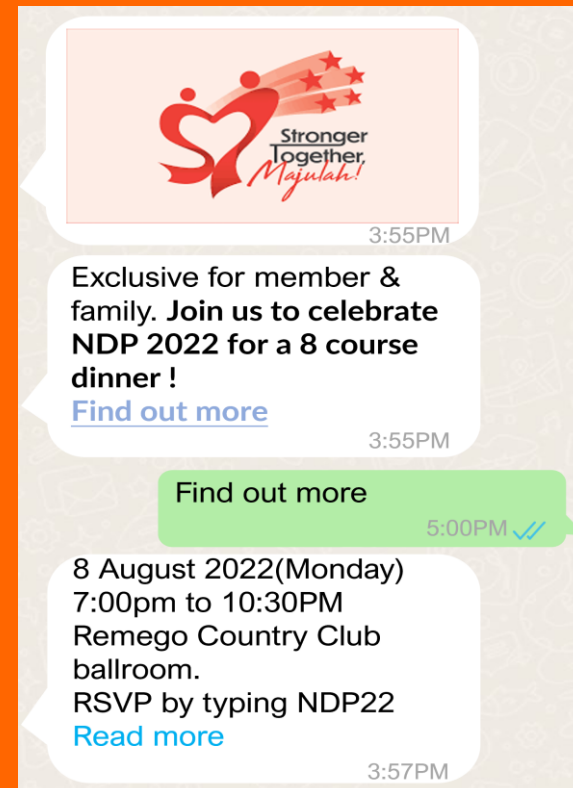 Stronger
Together,
Majulah!
3:55PM
Exclusive for member &
family. Join us to celebrate
NDP 2022 for a 8 course
dinner !
Find out more
3:55PM
Find out more
5:00PM
8 August 2022(Monday)
7:00pm to 10:30PM
Remego Country Club
ballroom.
RSVP by typing NDP22
Read more
3:57PM